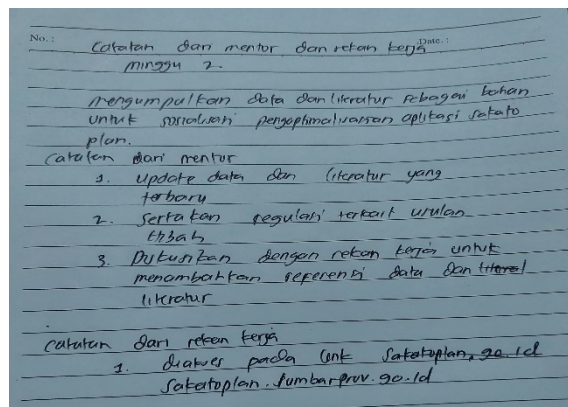 No.:
Date.:
Catatan dari mentor dan rekan kerja
minggu 2.
mengumpulkan data dan literatur sebagai bahan
untuk sosialisasi pengoptimalisasian aplikasi sakato
plan.
Catatan dari mentor
1. update data dan literatur yang
terbaru
2. sertakan regulasi terkait usulan
hibah
3. Diskusikan dengan rekan kerja untuk
menambahkan referensi data dan
literatur
catatan dari rekan kerja
1. diakses pada link Sakatoplan.go.id
Sakatoplan.sumbarprov.go.id